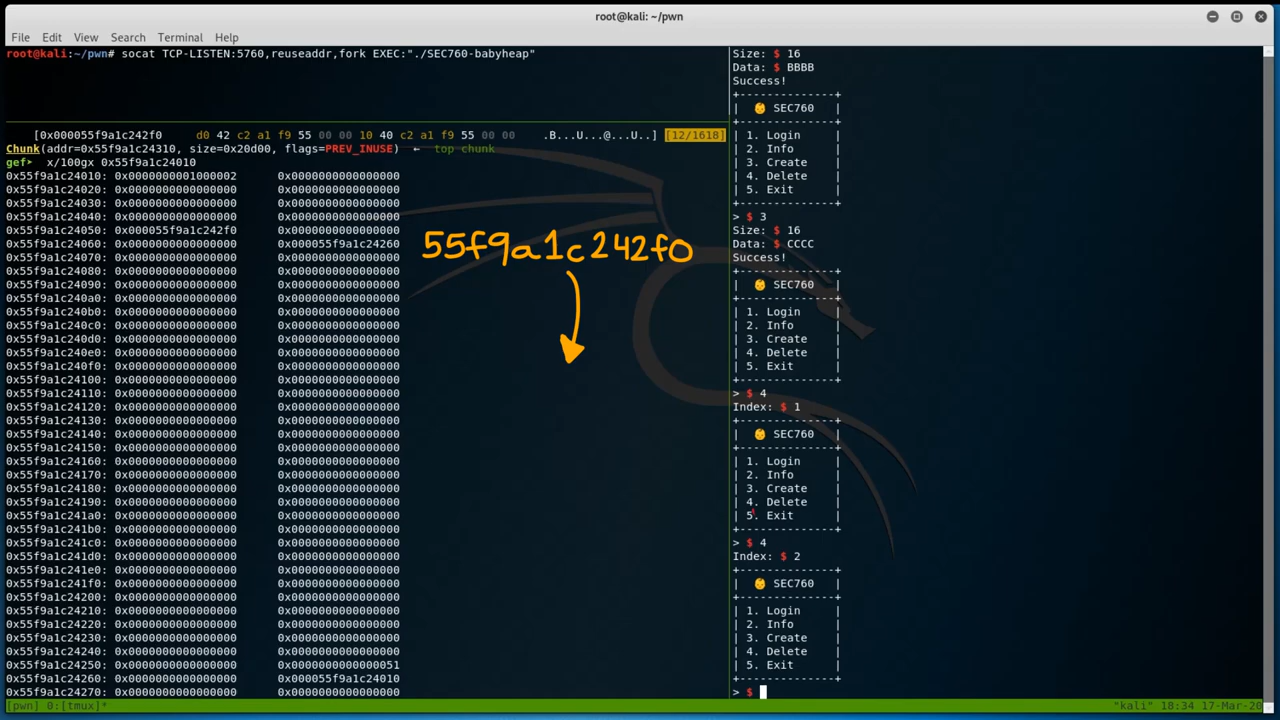 root@kali: ~/pwn
File Edit View Search Terminal Help
root@kali:~/pwn# socat TCP-LISTEN:5760,reuseaddr,fork EXEC:"./SEC760-babyheap"
[0x000055f9a1c242f0 d0 42 c2 a1 f9 55 00 00 10 40 c2 a1 f9 55 00 00 .B...U...@...U..] [12/1618]
Chunk(addr=0x55f9a1c24310, size=0x20d00, flags=PREV_INUSE) ← top chunk
gef➤ x/100gx 0x55f9a1c24010
0x55f9a1c24010: 0x0000000001000002 0x0000000000000000
0x55f9a1c24020: 0x0000000000000000 0x0000000000000000
0x55f9a1c24030: 0x0000000000000000 0x0000000000000000
0x55f9a1c24040: 0x0000000000000000 0x0000000000000000
0x55f9a1c24050: 0x000055f9a1c242f0 0x0000000000000000
0x55f9a1c24060: 0x0000000000000000 0x000055f9a1c24260
0x55f9a1c24070: 0x0000000000000000 0x0000000000000000
0x55f9a1c24080: 0x0000000000000000 0x0000000000000000
0x55f9a1c24090: 0x0000000000000000 0x0000000000000000
0x55f9a1c240a0: 0x0000000000000000 0x0000000000000000
0x55f9a1c240b0: 0x0000000000000000 0x0000000000000000
0x55f9a1c240c0: 0x0000000000000000 0x0000000000000000
0x55f9a1c240d0: 0x0000000000000000 0x0000000000000000
0x55f9a1c240e0: 0x0000000000000000 0x0000000000000000
0x55f9a1c240f0: 0x0000000000000000 0x0000000000000000
0x55f9a1c24100: 0x0000000000000000 0x0000000000000000
0x55f9a1c24110: 0x0000000000000000 0x0000000000000000
0x55f9a1c24120: 0x0000000000000000 0x0000000000000000
0x55f9a1c24130: 0x0000000000000000 0x0000000000000000
0x55f9a1c24140: 0x0000000000000000 0x0000000000000000
0x55f9a1c24150: 0x0000000000000000 0x0000000000000000
0x55f9a1c24160: 0x0000000000000000 0x0000000000000000
0x55f9a1c24170: 0x0000000000000000 0x0000000000000000
0x55f9a1c24180: 0x0000000000000000 0x0000000000000000
0x55f9a1c24190: 0x0000000000000000 0x0000000000000000
0x55f9a1c241a0: 0x0000000000000000 0x0000000000000000
0x55f9a1c241b0: 0x0000000000000000 0x0000000000000000
0x55f9a1c241c0: 0x0000000000000000 0x0000000000000000
0x55f9a1c241d0: 0x0000000000000000 0x0000000000000000
0x55f9a1c241e0: 0x0000000000000000 0x0000000000000000
0x55f9a1c241f0: 0x0000000000000000 0x0000000000000000
0x55f9a1c24200: 0x0000000000000000 0x0000000000000000
0x55f9a1c24210: 0x0000000000000000 0x0000000000000000
0x55f9a1c24220: 0x0000000000000000 0x0000000000000000
0x55f9a1c24230: 0x0000000000000000 0x0000000000000000
0x55f9a1c24240: 0x0000000000000000 0x0000000000000000
0x55f9a1c24250: 0x0000000000000000 0x0000000000000051
0x55f9a1c24260: 0x0000000000000000 0x000055f9a1c24010
0x55f9a1c24270: 0x0000000000000000 0x0000000000000000
55f9a1c242f0
Size: $ 16
Data: $ BBBB
Success!
+--------------+
| 👶 SEC760 |
+--------------+
| 1. Login |
| 2. Info |
| 3. Create |
| 4. Delete |
| 5. Exit |
+--------------+
> $ 3
Size: $ 16
Data: $ CCCC
Success!
+--------------+
| 👶 SEC760 |
+--------------+
| 1. Login |
| 2. Info |
| 3. Create |
| 4. Delete |
| 5. Exit |
+--------------+
> $ 4
Index: $ 1
+--------------+
| 👶 SEC760 |
+--------------+
| 1. Login |
| 2. Info |
| 3. Create |
| 4. Delete |
| 5. Exit |
+--------------+
> $ 4
Index: $ 2
+--------------+
| 👶 SEC760 |
+--------------+
| 1. Login |
| 2. Info |
| 3. Create |
| 4. Delete |
| 5. Exit |
+--------------+
> $
[pwn] 0:[tmux]* "kali" 18:34 17-Mar-20